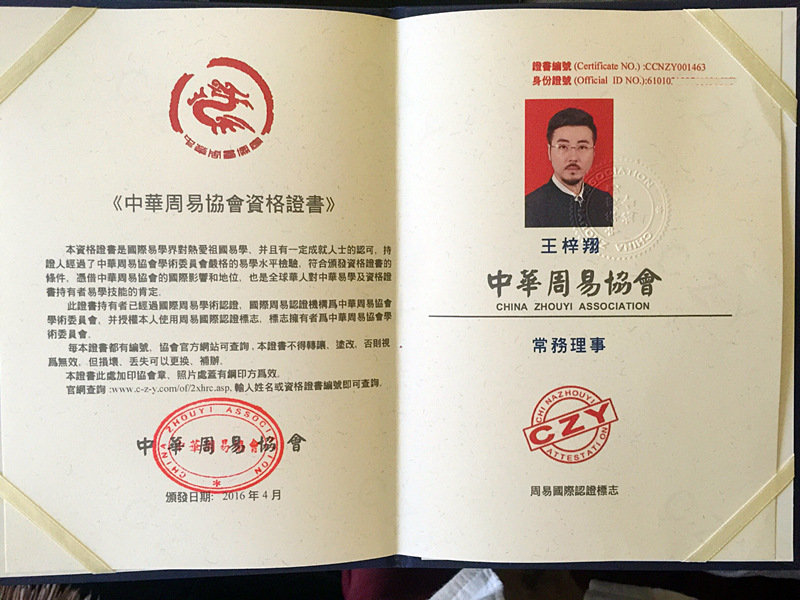 《中華周易協會資格證書》
本資格證書是國際易學界對熱愛祖國易學、并且有一定成就人士的認可，持
證人經過了中華周易協會學術委員會嚴格的易學水平檢驗，符合頒發資格證書的
條件，憑借中華周易協會的國際影響和地位，也是全球華人對中華易學及資格證
書持有者易學技能的肯定。
此證書持有者已經過國際周易學術認證，國際周易認證機構爲中華周易協會
學術委員會，并授權本人使用周易國際認證標志，標志擁有者爲中華周易協會學
術委員會。
每本證書都有編號，協會官方網站可查詢，本證書不得轉讓、塗改，否則視
爲無效，但損壞、丟失可以更换、補辦。
本證書此處加印協會章、照片處蓋有鋼印方爲效。
官網查詢:www.c-z-y.com/of/2xhrc.asp, 輸入姓名或資格證書編號即可查詢。
中華周易協會
CHINA ZHOUYI ASSOCIATION
中華易易協會
頒發日期: 2016 年 4 月
證書編號 (Certificate NO.) :CCNZY001463
身份證號 (Official ID NO.):61010
王梓翔
中華周易協會
CHINA ZHOUYI ASSOCIATION
常務理事
CHINAZHOUYI
CZY
ATTESTATION
周易國際認證標志